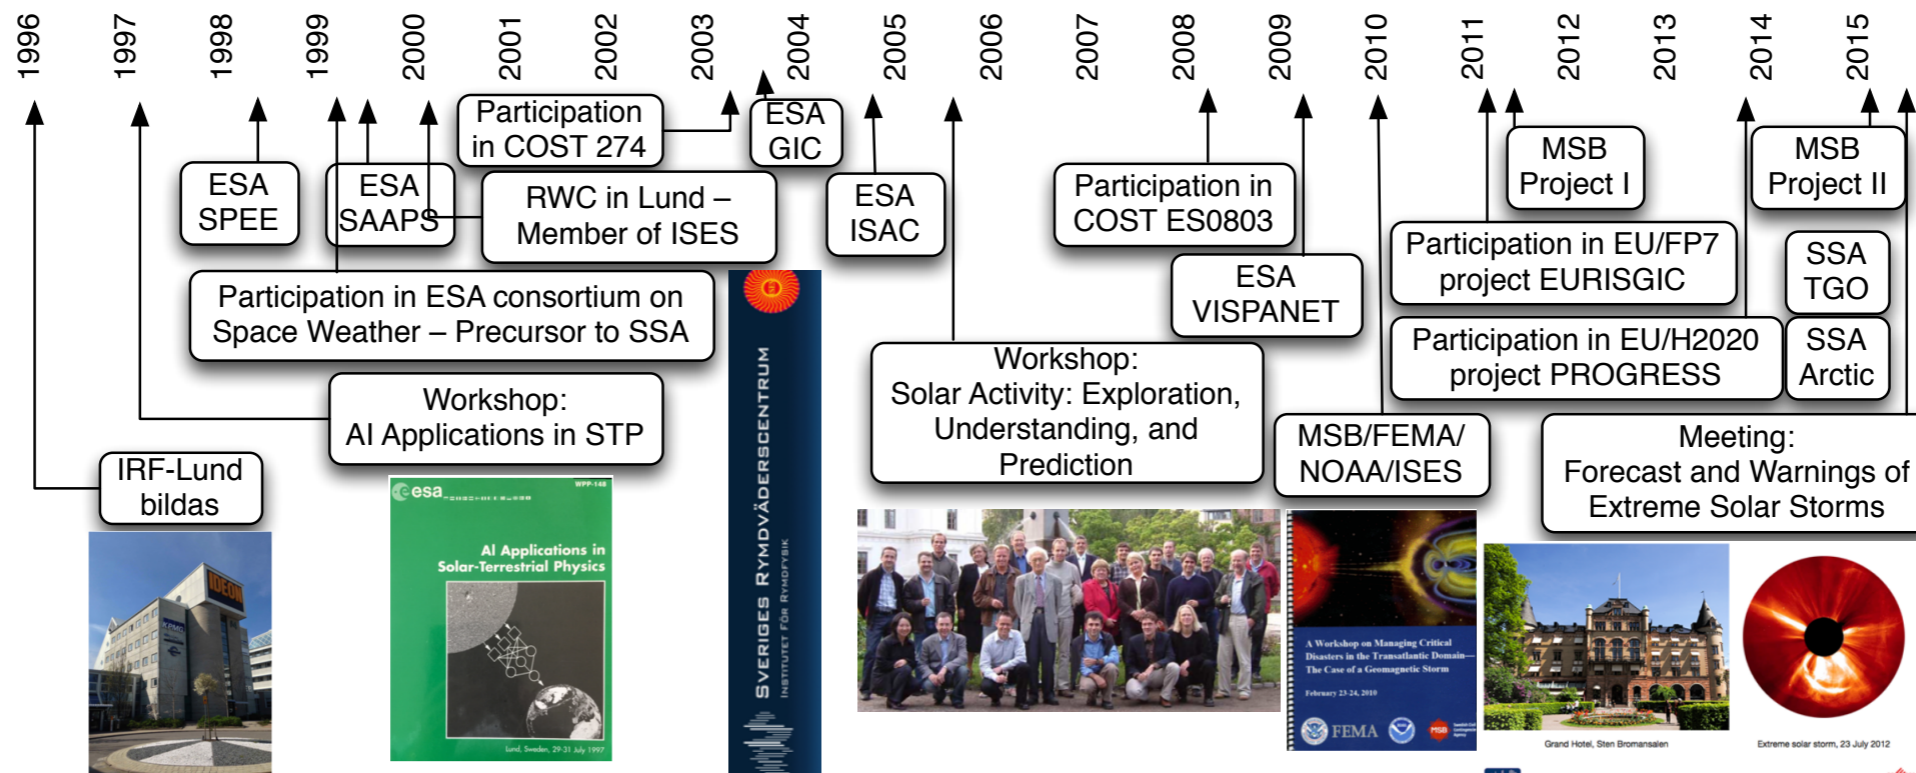 1996
1997
1998
1999
2000
2001
2002
2003
2004
2005
2006
2007
2008
2009
2010
2011
2012
2013
2014
2015
Participation
in COST 274
ESA
GIC
ESA
SPEE
ESA
SAAPS
RWC in Lund –
Member of ISES
ESA
ISAC
Participation in
COST ES0803
MSB
Project I
MSB
Project II
Participation in ESA consortium on
Space Weather – Precursor to SSA
ESA
VISPANET
Participation in EU/FP7
project EURISGIC
SSA
TGO
Participation in EU/H2020
project PROGRESS
SSA
Arctic
Workshop:
AI Applications in STP
Workshop:
Solar Activity: Exploration,
Understanding, and
Prediction
MSB/FEMA/
NOAA/ISES
Meeting:
Forecast and Warnings of
Extreme Solar Storms
IRF-Lund
bildas
IDEON
KPMG
esa
WPP-148
AI Applications in
Solar-Terrestrial Physics
Lund, Sweden, 29-31 July 1997
SVERIGES RYMDVÄDERSCENTRUM
INSTITUTET FÖR RYMDFYSIK
A Workshop on Managing Critical
Disasters in the Transatlantic Domain—
The Case of a Geomagnetic Storm
February 23-24, 2010
FEMA
MSB
Grand Hotel, Sten Bromansalen
Extreme solar storm, 23 July 2012